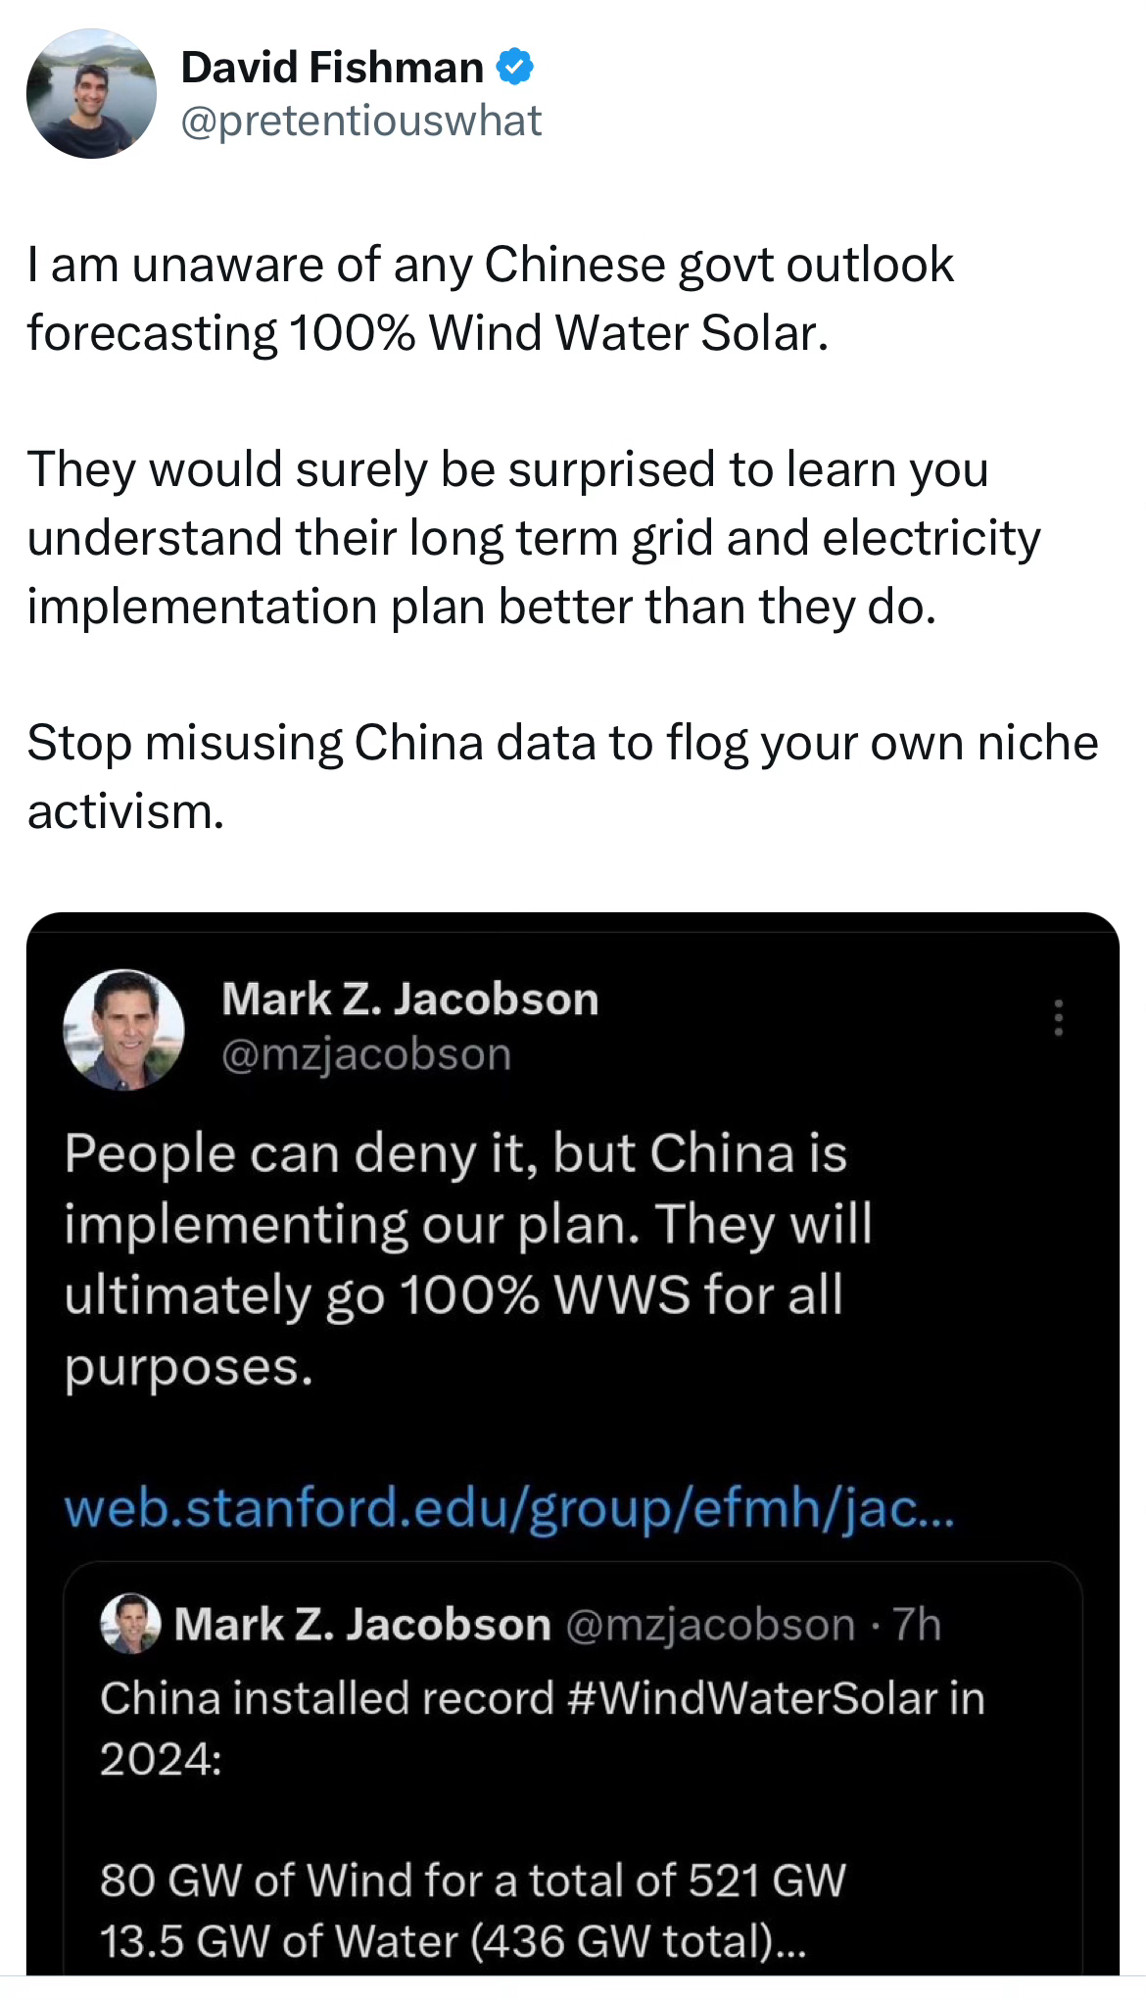 David Fishman
@pretentiouswhat
I am unaware of any Chinese govt outlook
forecasting 100% Wind Water Solar.
They would surely be surprised to learn you
understand their long term grid and electricity
implementation plan better than they do.
Stop misusing China data to flog your own niche
activism.
Mark Z. Jacobson
@mzjacobson
People can deny it, but China is
implementing our plan. They will
ultimately go 100% WWS for all
purposes.
web.stanford.edu/group/efmh/jac...
Mark Z. Jacobson @mzjacobson · 7h
China installed record #WindWaterSolar in
2024:
80 GW of Wind for a total of 521 GW
13.5 GW of Water (436 GW total)...